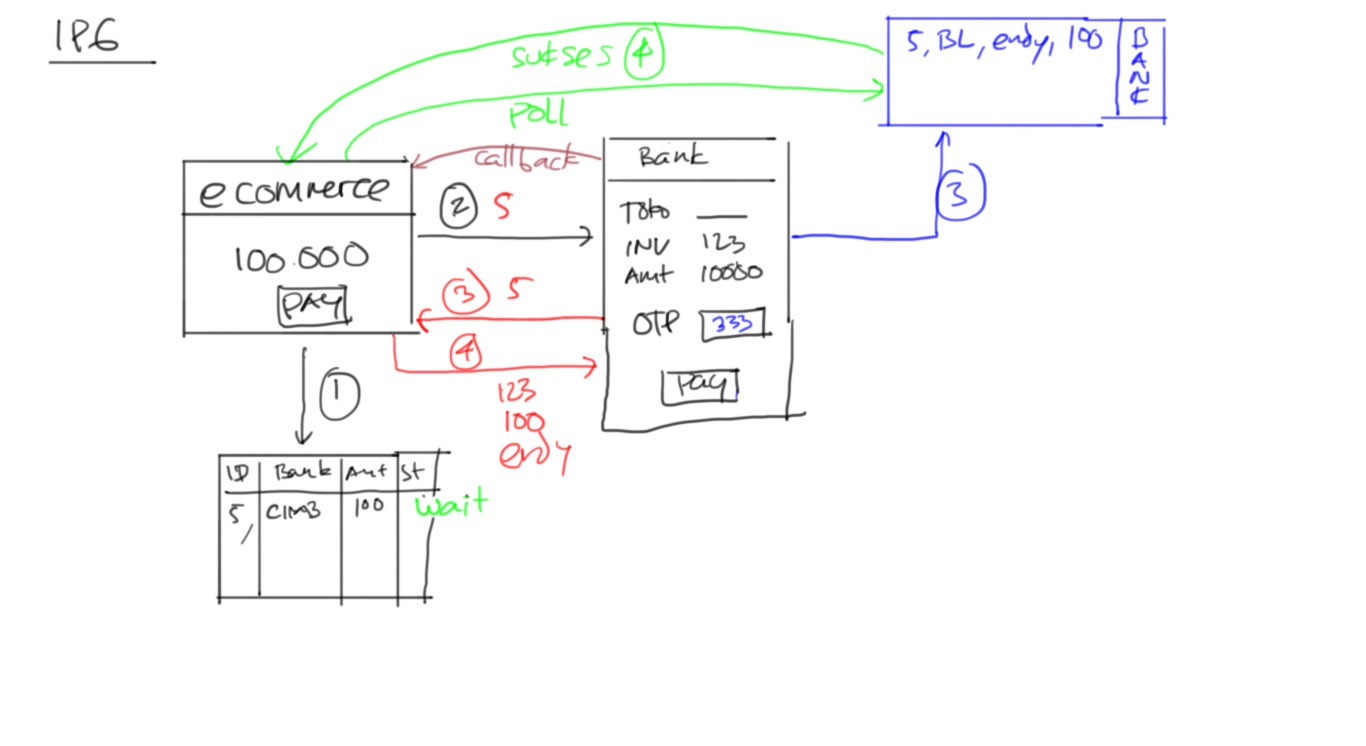 IPG
sukses 4
5, BL, endy, 100
BANK
poll
callback
Bank
ecommerce
2 5
Toko
INV 123
100.000
Amt 10000
3 5
PAY
OTP 333
4
1
Pay
123
100
endy
ID Bank Amt St
5, CIMB 100 wait
3